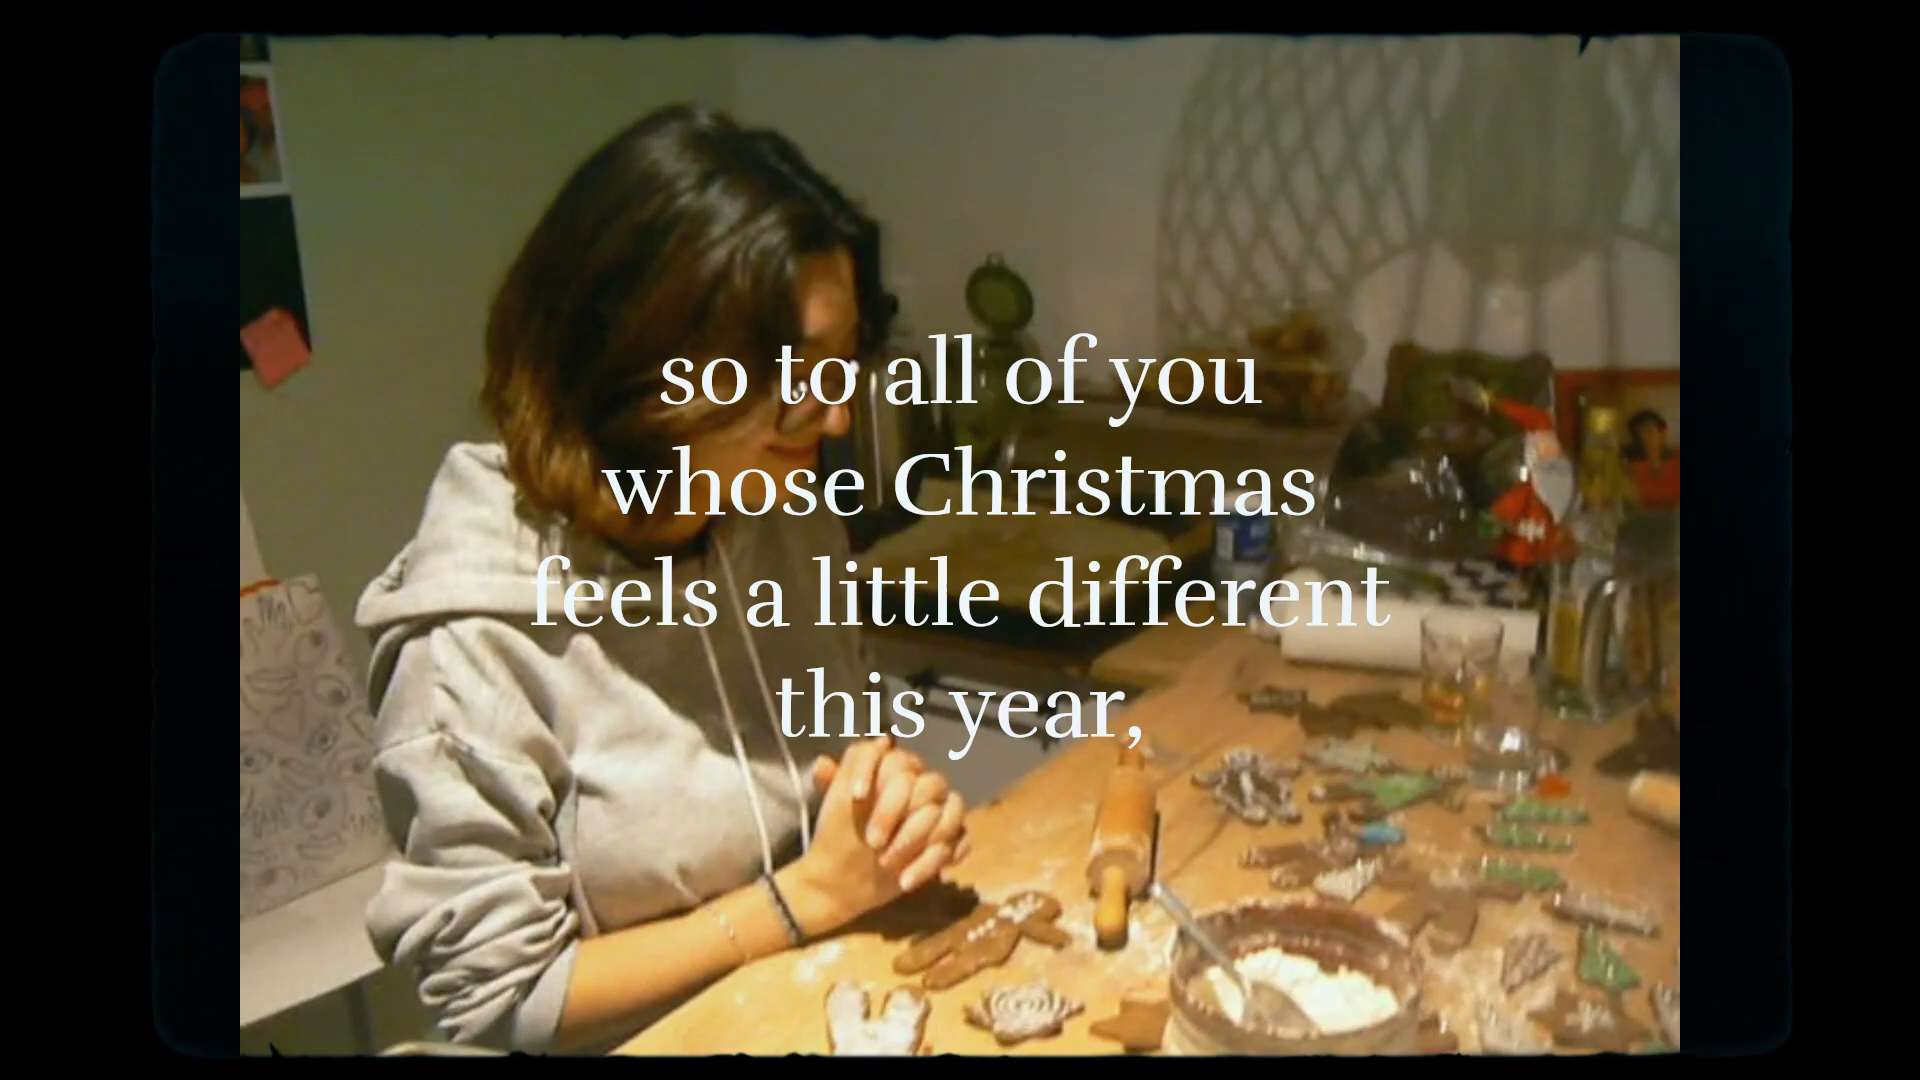 so to all of you
whose Christmas
feels a little different
this year,